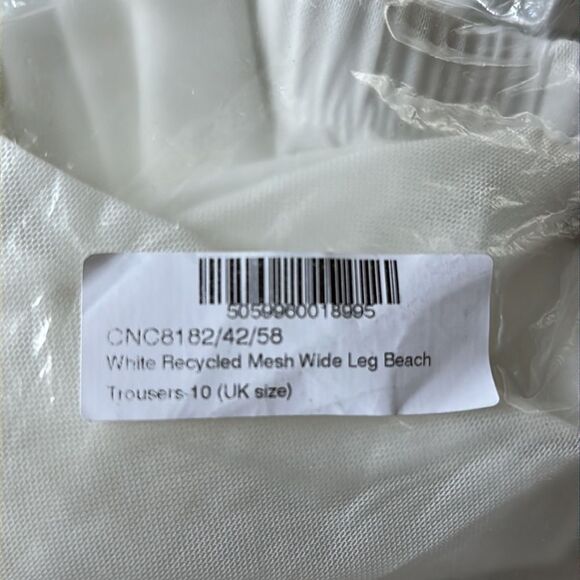 5059960018995
CNC8182/42/58
White Recycled Mesh Wide Leg Beach
Trousers-10 (UK size)